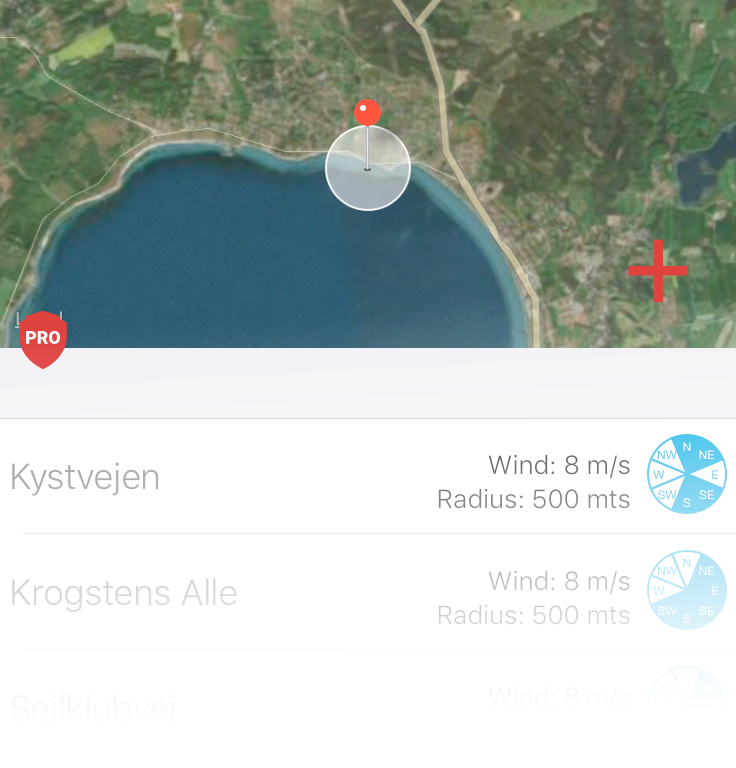 PRO
Kystvejen
Wind: 8 m/s
Radius: 500 mts
N
NW NE
W E
SW SE
S
Krogstens Alle
Wind: 8 m/s
Radius: 500 mts
N
NW NE
W E
SW SE
S
Sejlklubvej
Wind: 8 m/s